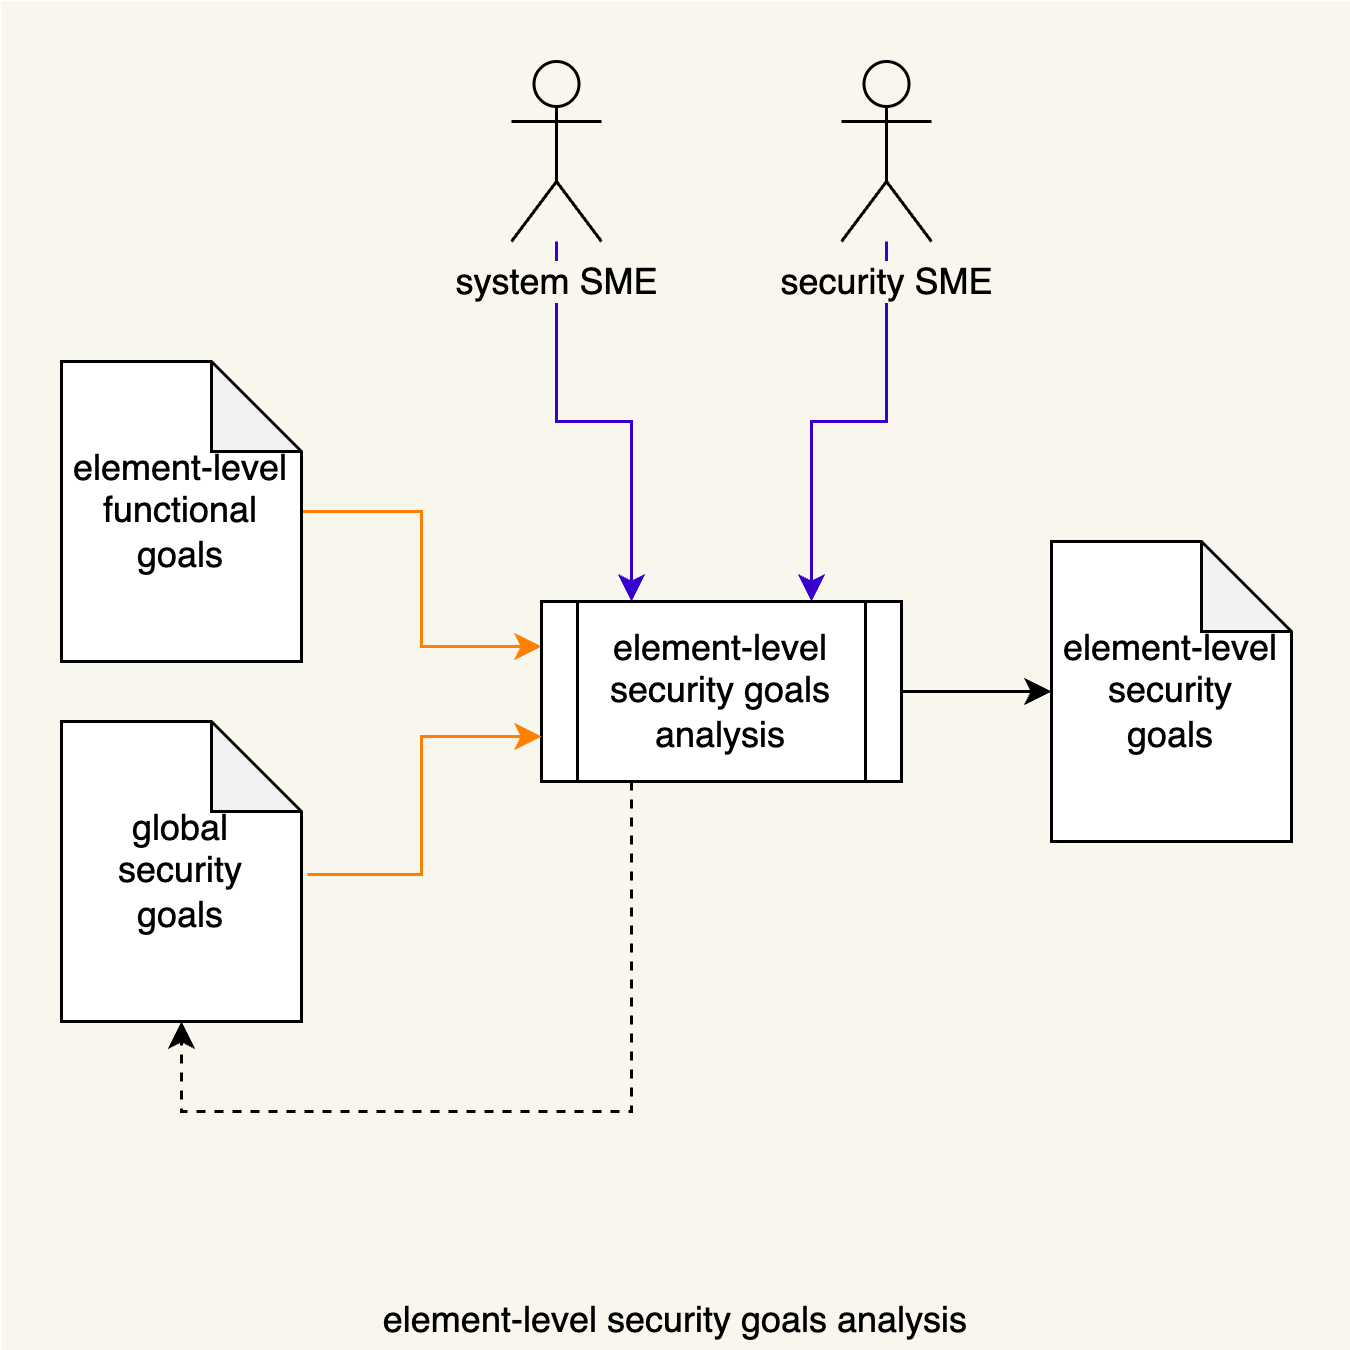 system SME
security SME
element-level
functional
goals
element-level
security goals
analysis
element-level
security
goals
global
security
goals
element-level security goals analysis